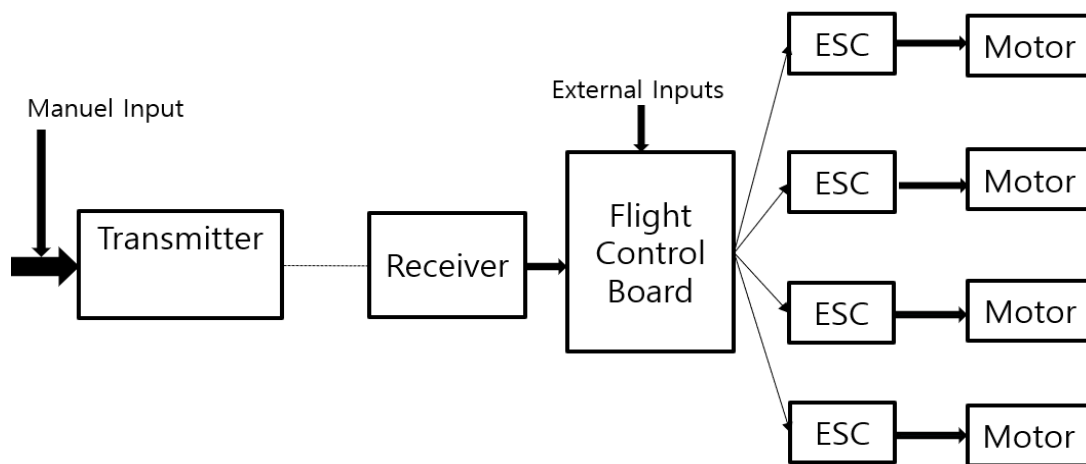 Manuel Input
Transmitter
Receiver
External Inputs
Flight
Control
Board
ESC
Motor
ESC
Motor
ESC
Motor
ESC
Motor